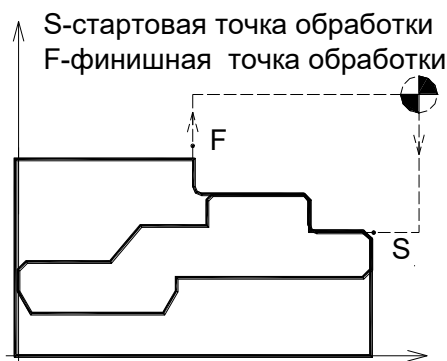 S-стартовая точка обработки
F-финишная точка обработки
F
S